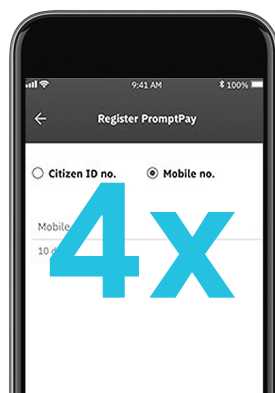 9:41 AM 100%
Register PromptPay
Citizen ID no. Mobile no.
Mobile
10 d
4x